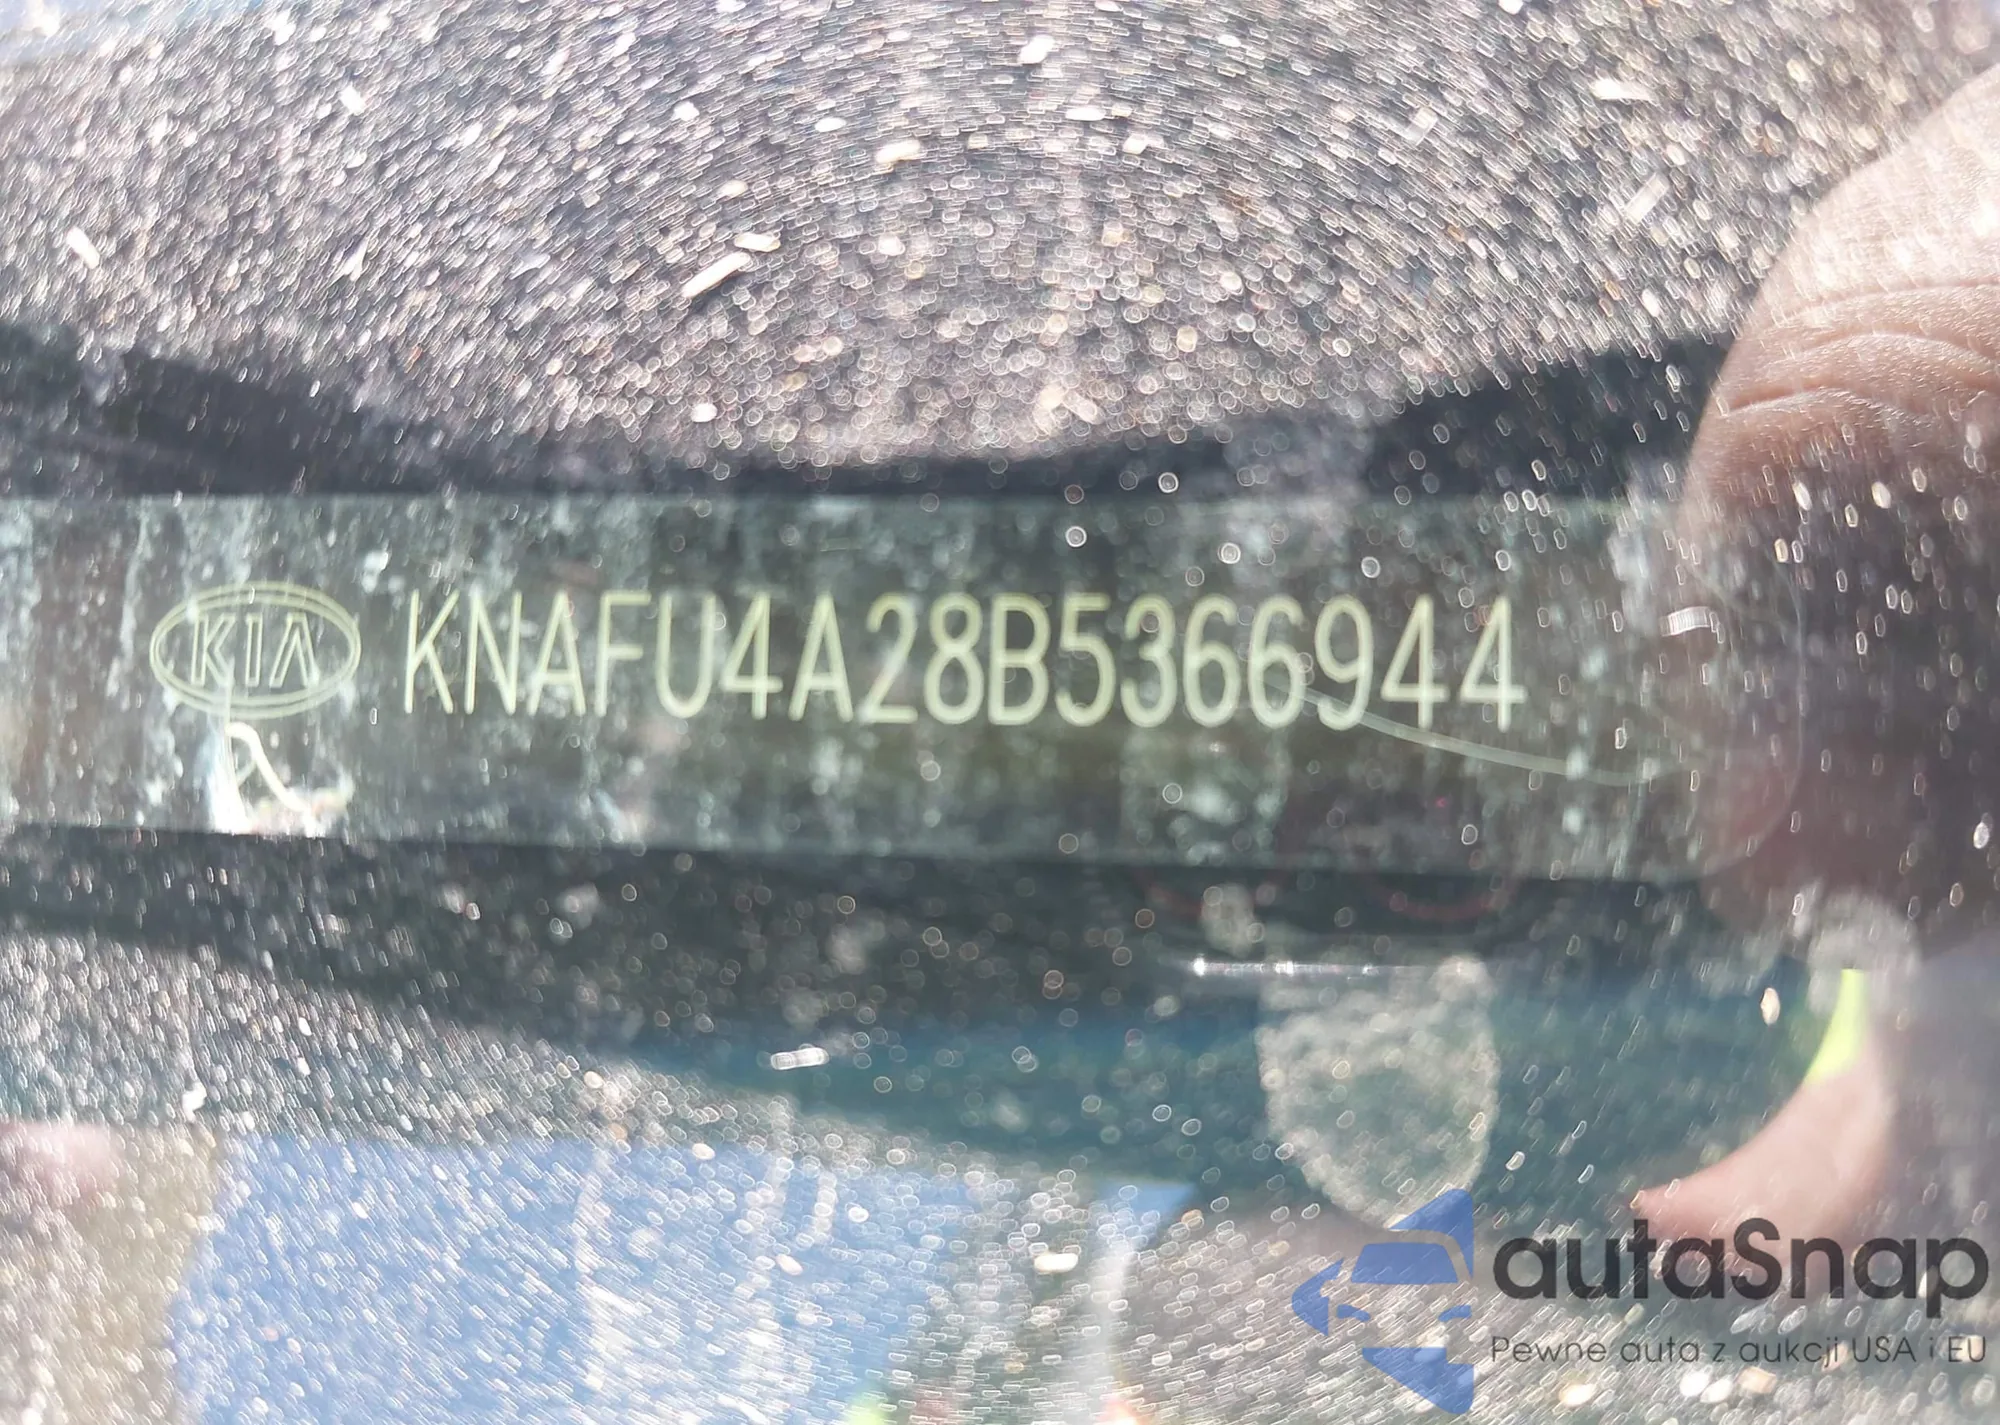 KIA KNAFU4A28B5366944
autaSnap
Pewne auta z aukcji USA i EU